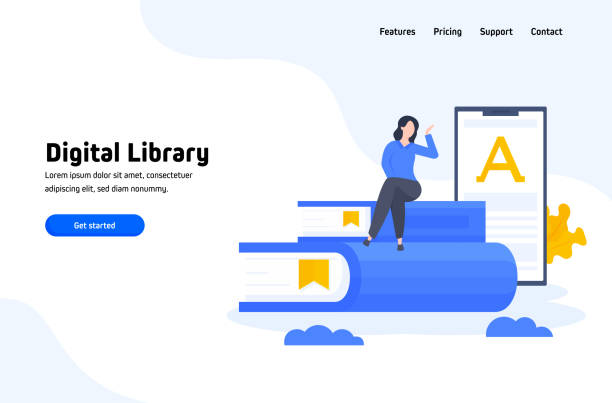 Features Pricing Support Contact
Digital Library
Lorem ipsum dolor sit amet, consectetuer
adipiscing elit, sed diam nonummy.
Get started
A